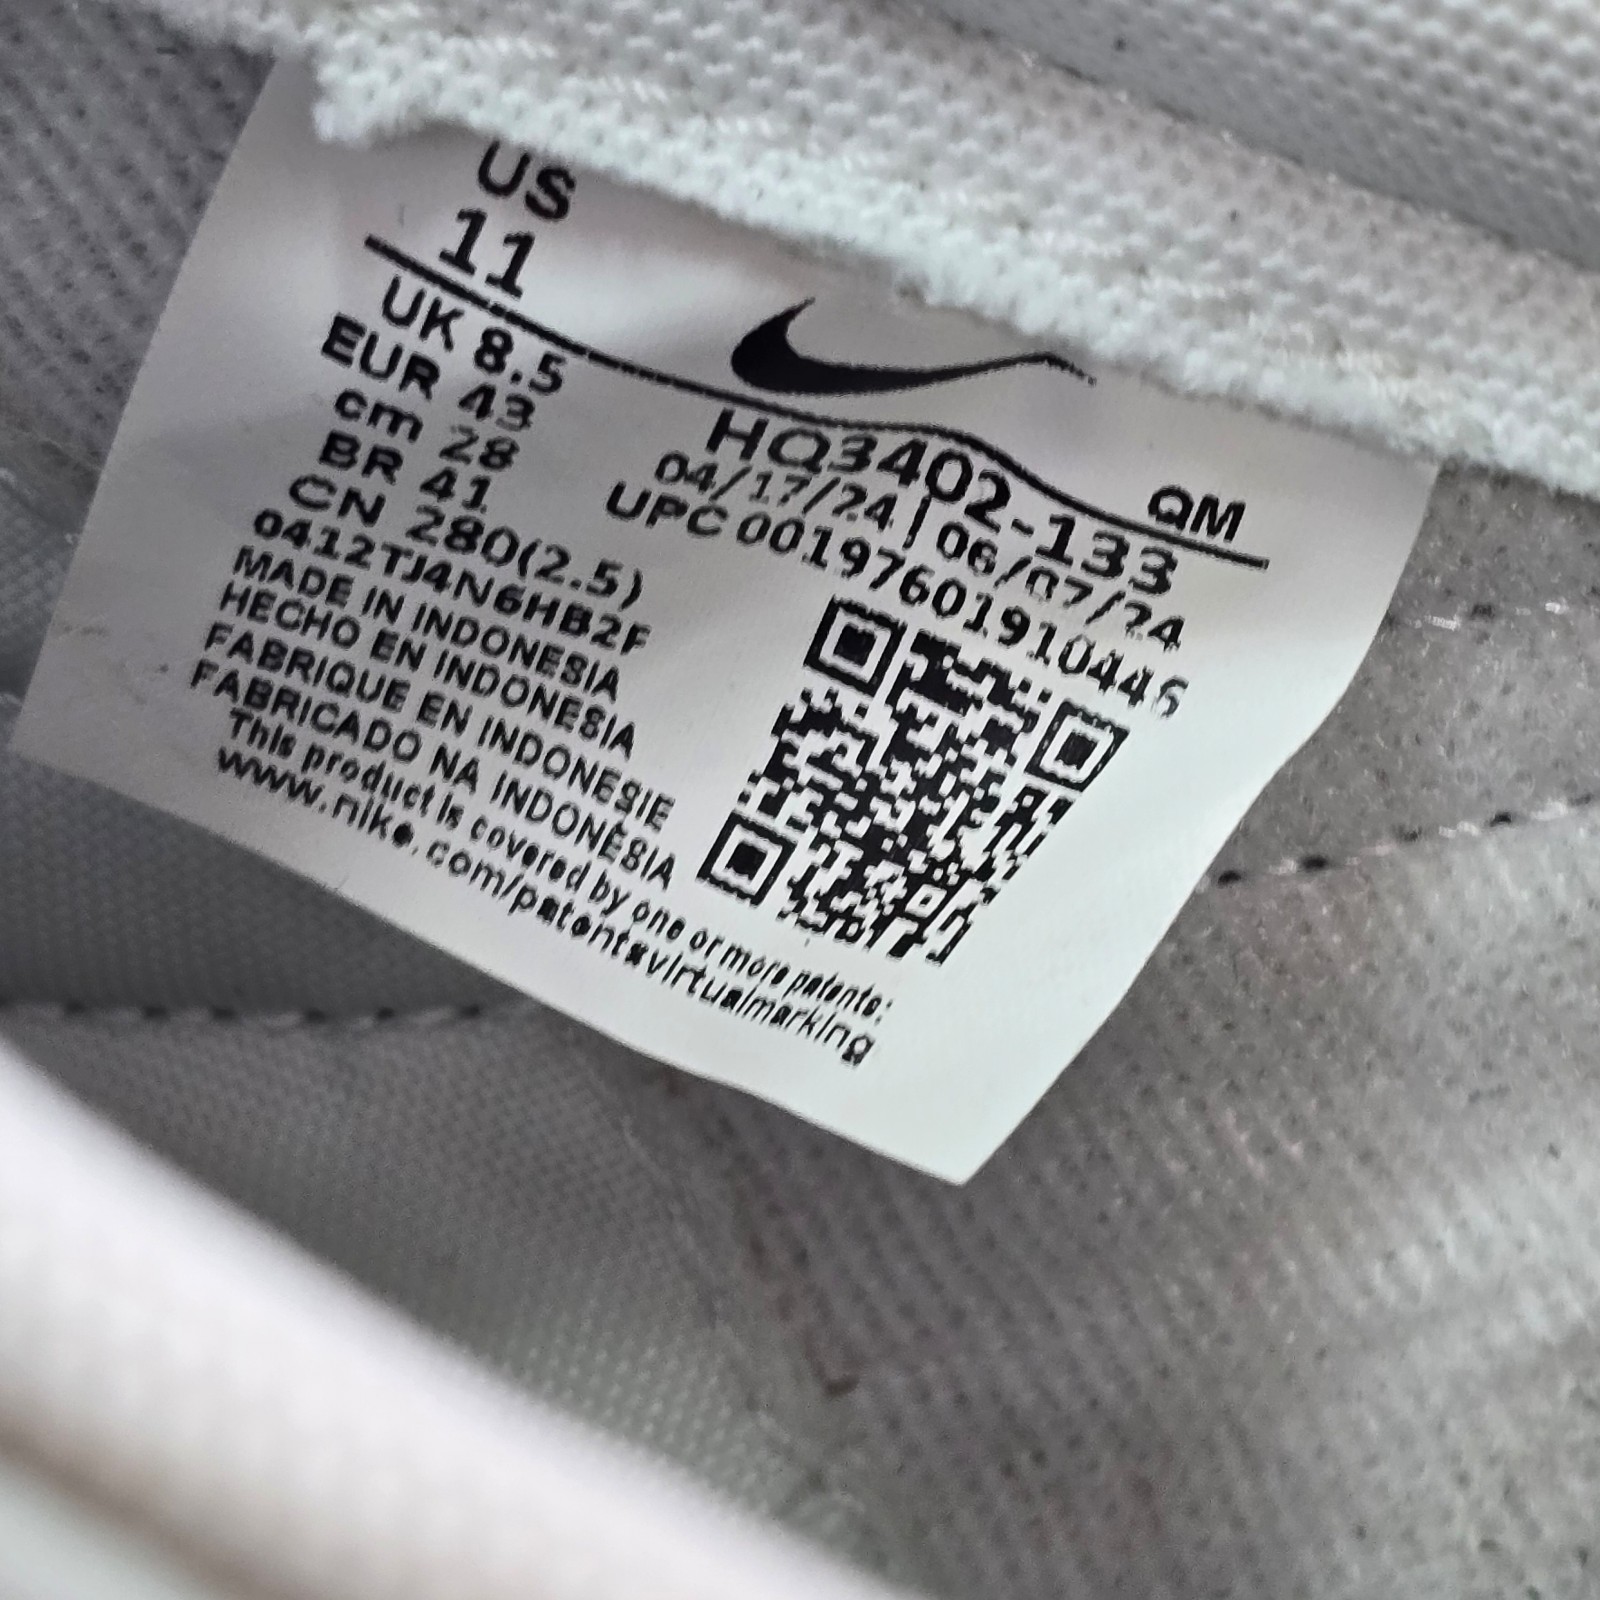 US
11
UK 8.5
EUR 43
cm 28
BR 41
CN 280(2.5)
0412TJ4N6HB2F
MADE IN INDONESIA
HECHO EN INDONESIA
FABRIQUE EN INDONESIE
FABRICADO NA INDONÉSIA
This product is covered by one or more patents:
www.nike.com/patentsvirtualmarking
QM
HQ3402-133
04/17/24 | 06/07/24
UPC 00197601910446